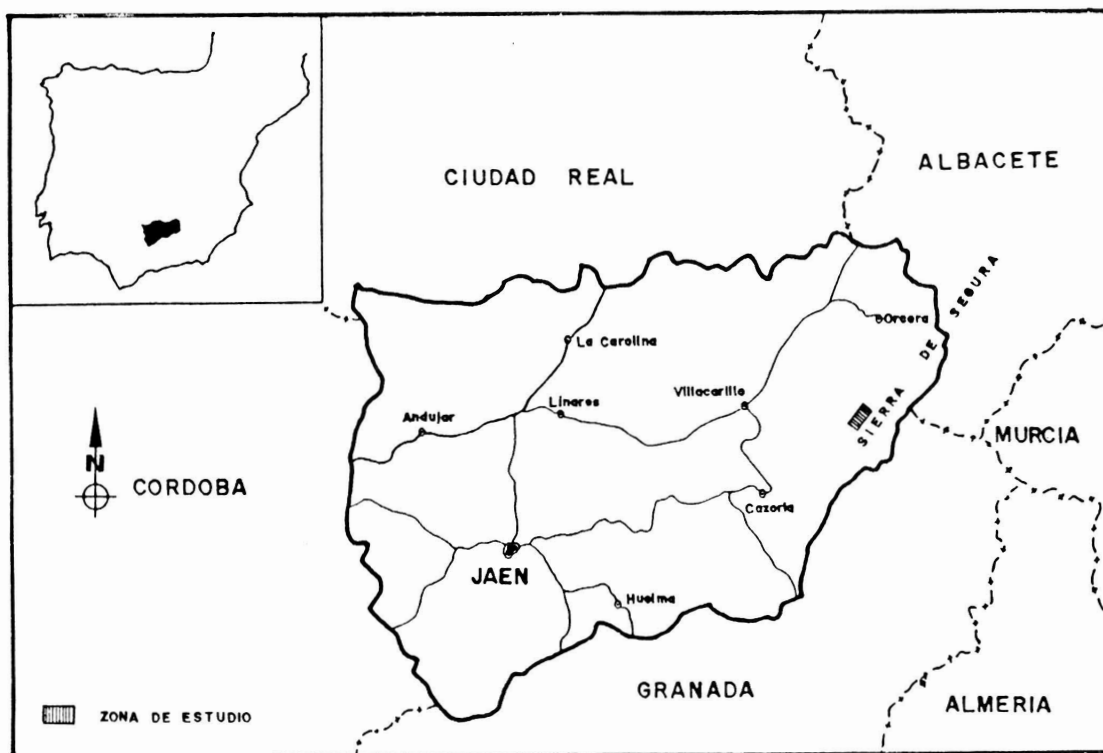 CIUDAD REAL
ALBACETE
SIERRA DE SEGURA
Orsera
La Carolina
Villacarillo
Linares
Andujar
MURCIA
N
CORDOBA
Cazorla
JAEN
Huelma
GRANADA
ALMERIA
ZONA DE ESTUDIO